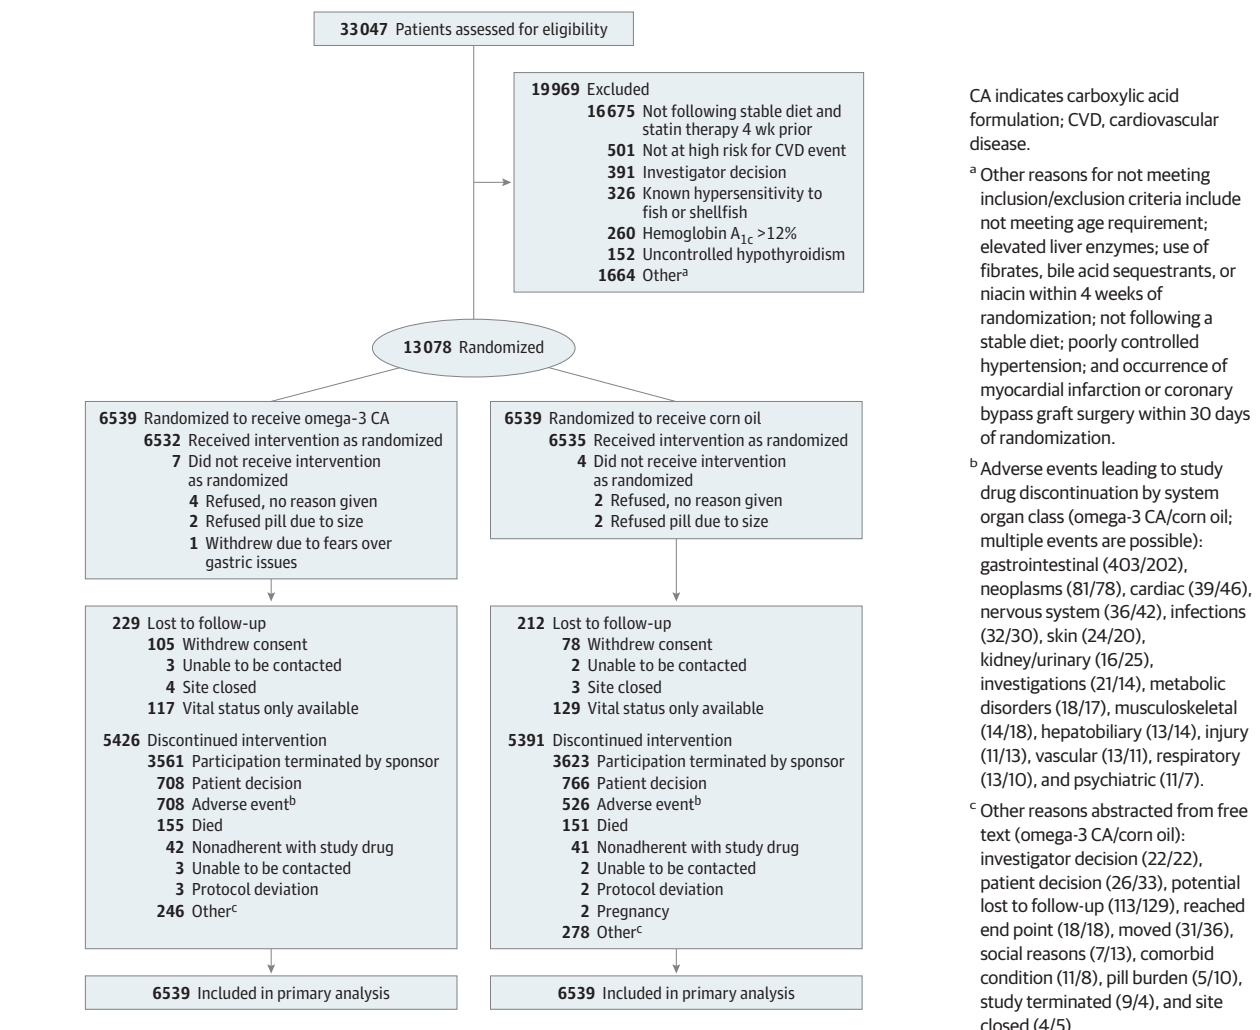 33047 Patients assessed for eligibility
19969 Excluded
16675 Not following stable diet and
statin therapy 4 wk prior
501 Not at high risk for CVD event
391 Investigator decision
326 Known hypersensitivity to
fish or shellfish
260 Hemoglobin A1c >12%
152 Uncontrolled hypothyroidism
1664 Othera
13078 Randomized
6539 Randomized to receive omega-3 CA
6532 Received intervention as randomized
7 Did not receive intervention
as randomized
4 Refused, no reason given
2 Refused pill due to size
1 Withdrew due to fears over
gastric issues
6539 Randomized to receive corn oil
6535 Received intervention as randomized
4 Did not receive intervention
as randomized
2 Refused, no reason given
2 Refused pill due to size
229 Lost to follow-up
105 Withdrew consent
3 Unable to be contacted
4 Site closed
117 Vital status only available
5426 Discontinued intervention
3561 Participation terminated by sponsor
708 Patient decision
708 Adverse eventb
155 Died
42 Nonadherent with study drug
3 Unable to be contacted
3 Protocol deviation
246 Otherc
212 Lost to follow-up
78 Withdrew consent
2 Unable to be contacted
3 Site closed
129 Vital status only available
5391 Discontinued intervention
3623 Participation terminated by sponsor
766 Patient decision
526 Adverse eventb
151 Died
41 Nonadherent with study drug
2 Unable to be contacted
2 Protocol deviation
2 Pregnancy
278 Otherc
6539 Included in primary analysis
6539 Included in primary analysis
CA indicates carboxylic acid
formulation; CVD, cardiovascular
disease.
a Other reasons for not meeting
inclusion/exclusion criteria include
not meeting age requirement;
elevated liver enzymes; use of
fibrates, bile acid sequestrants, or
niacin within 4 weeks of
randomization; not following a
stable diet; poorly controlled
hypertension; and occurrence of
myocardial infarction or coronary
bypass graft surgery within 30 days
of randomization.
b Adverse events leading to study
drug discontinuation by system
organ class (omega-3 CA/corn oil;
multiple events are possible):
gastrointestinal (403/202),
neoplasms (81/78), cardiac (39/46),
nervous system (36/42), infections
(32/30), skin (24/20),
kidney/urinary (16/25),
investigations (21/14), metabolic
disorders (18/17), musculoskeletal
(14/18), hepatobiliary (13/14), injury
(11/13), vascular (13/11), respiratory
(13/10), and psychiatric (11/7).
c Other reasons abstracted from free
text (omega-3 CA/corn oil):
investigator decision (22/22),
patient decision (26/33), potential
lost to follow-up (113/129), reached
end point (18/18), moved (31/36),
social reasons (7/13), comorbid
condition (11/8), pill burden (5/10),
study terminated (9/4), and site
closed (4/5).